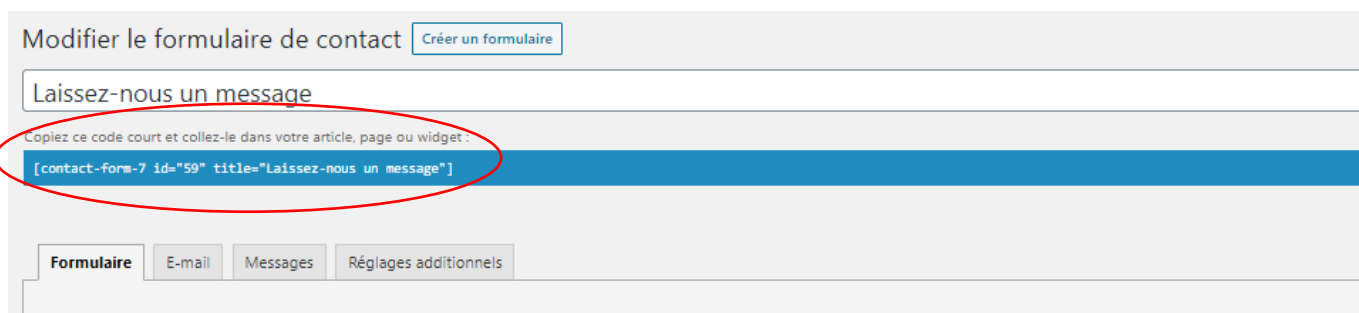 Modifier le formulaire de contact Créer un formulaire
Laissez-nous un message
Copiez ce code court et collez-le dans votre article, page ou widget :
[contact-form-7 id="59" title="Laissez-nous un message"]
Formulaire E-mail Messages Réglages additionnels